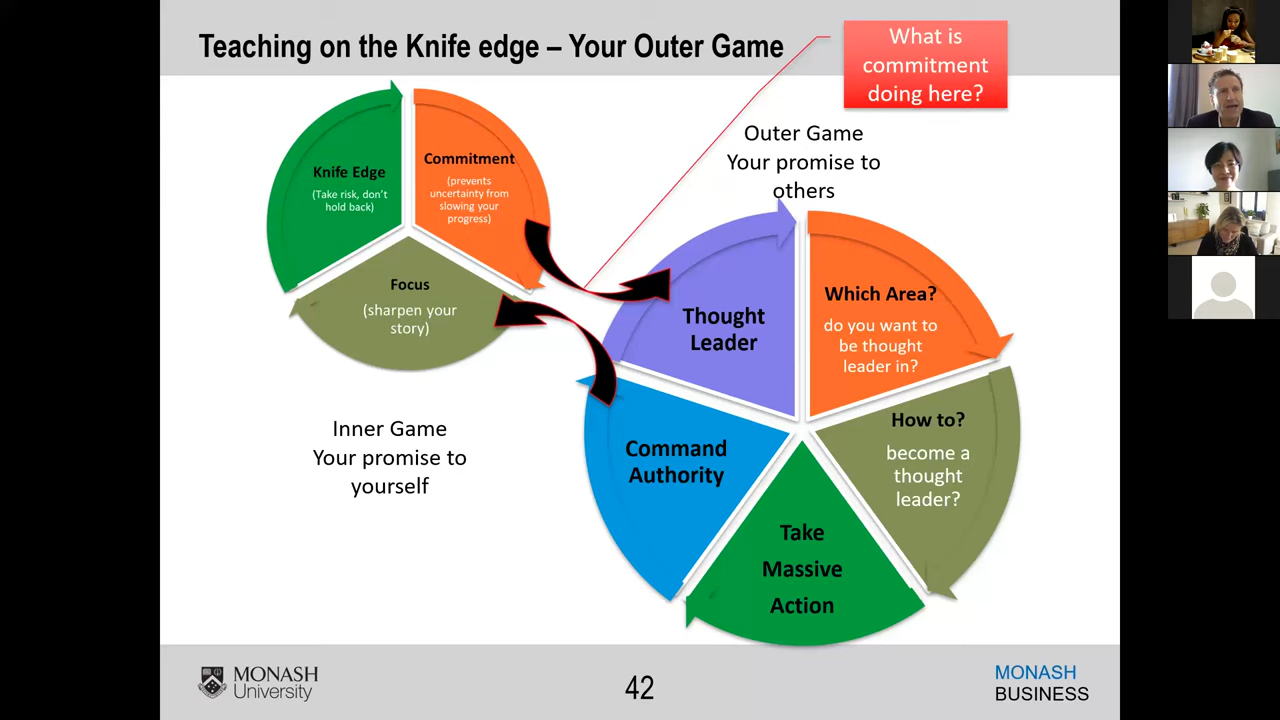 Teaching on the Knife edge – Your Outer Game
What is
commitment
doing here?
Knife Edge
(Take risk, don't
hold back)
Commitment
(prevents
uncertainty from
slowing your
progress)
Focus
(sharpen your
story)
Inner Game
Your promise to
yourself
Outer Game
Your promise to
others
Thought
Leader
Which Area?
do you want to
be thought
leader in?
How to?
become a
thought
leader?
Take
Massive
Action
Command
Authority
MONASH
University
42
MONASH
BUSINESS